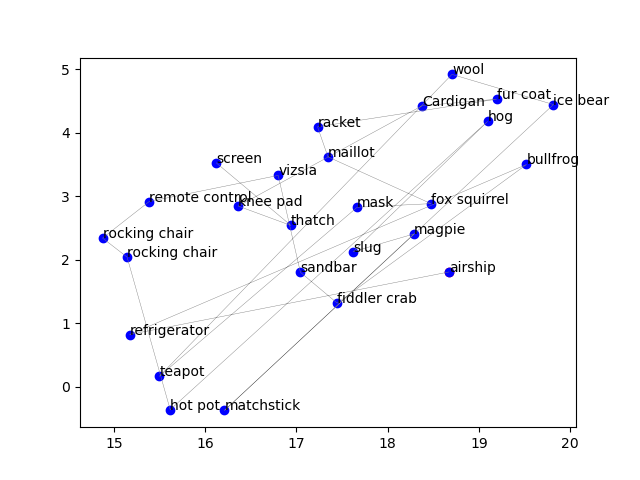 5
wool
fur coat
Cardigan
ice bear
hog
racket
4
maillot
screen
bullfrog
vizsla
3
remote control
knee pad
mask
fox squirrel
thatch
magpie
rocking chair
slug
rocking chair
2
sandbar
airship
fiddler crab
1
refrigerator
teapot
0
hot pot
matchstick
15 16 17 18 19 20